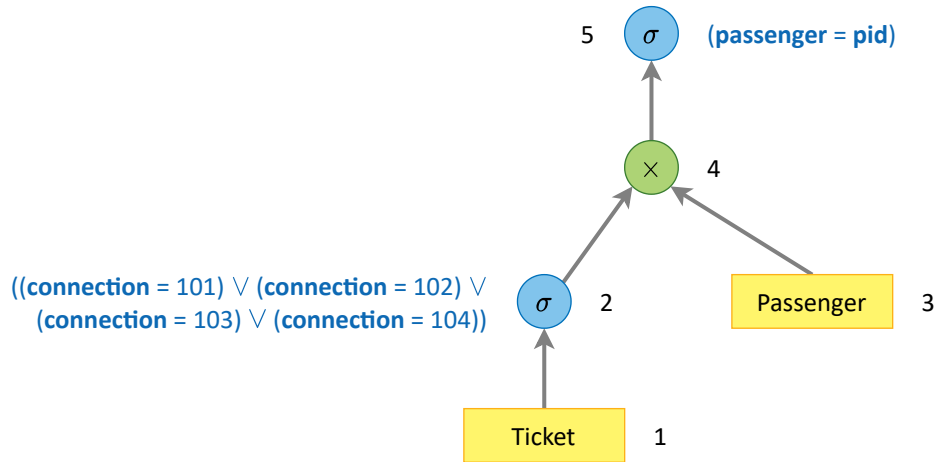 5 σ (passenger = pid)
× 4
((connection = 101) ∨ (connection = 102) ∨
(connection = 103) ∨ (connection = 104))
σ 2
Passenger 3
Ticket 1